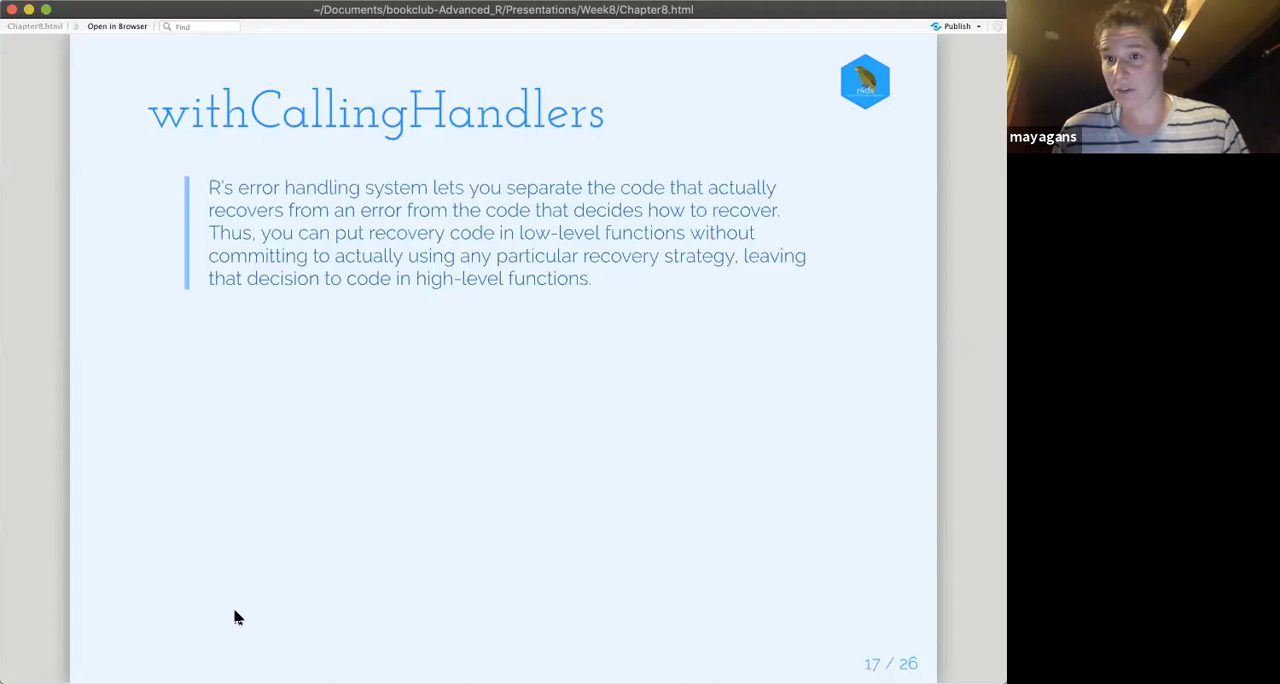 ~/Documents/bookclub-Advanced_R/Presentations/Week8/Chapter8.html
Chapter8.html
Open in Browser
Find
Publish
withCallingHandlers
r4ds
R's error handling system lets you separate the code that actually
recovers from an error from the code that decides how to recover.
Thus, you can put recovery code in low-level functions without
committing to actually using any particular recovery strategy, leaving
that decision to code in high-level functions.
17 / 26
mayagans